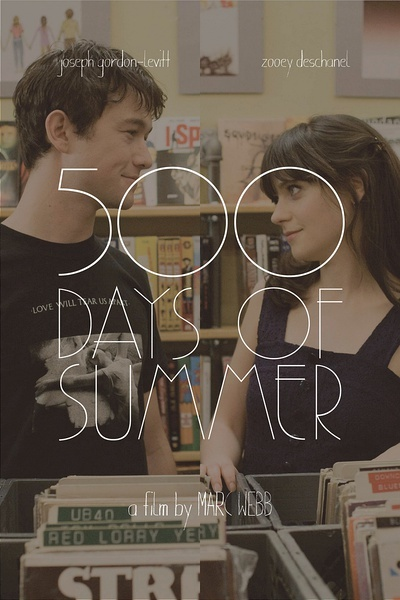 joseph gordon-levitt
zooey deschanel
500
DAYS OF
SUMMER
LOVE WILL TEAR US APART
a film by MARC WEBB
UB40
RED LORRY YE
STRE